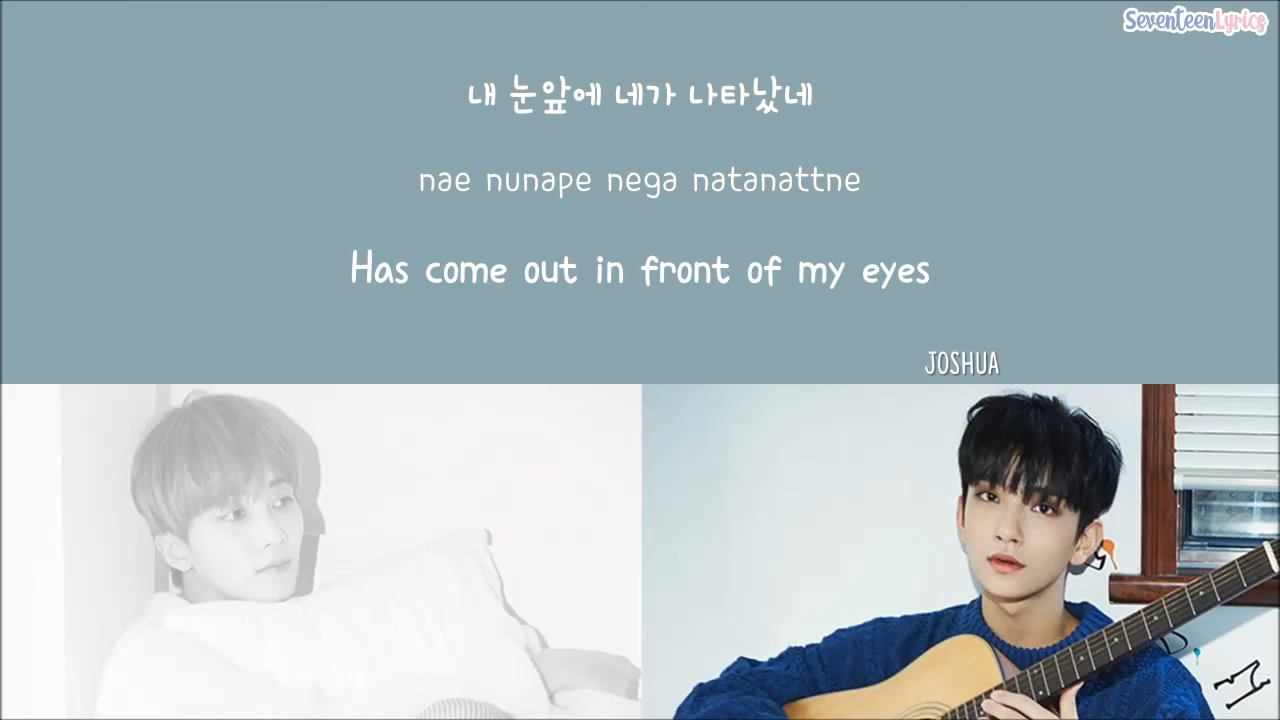 SeventeenLyrics
내 눈앞에 네가 나타났네
nae nunape nega natanattne
Has come out in front of my eyes
JOSHUA